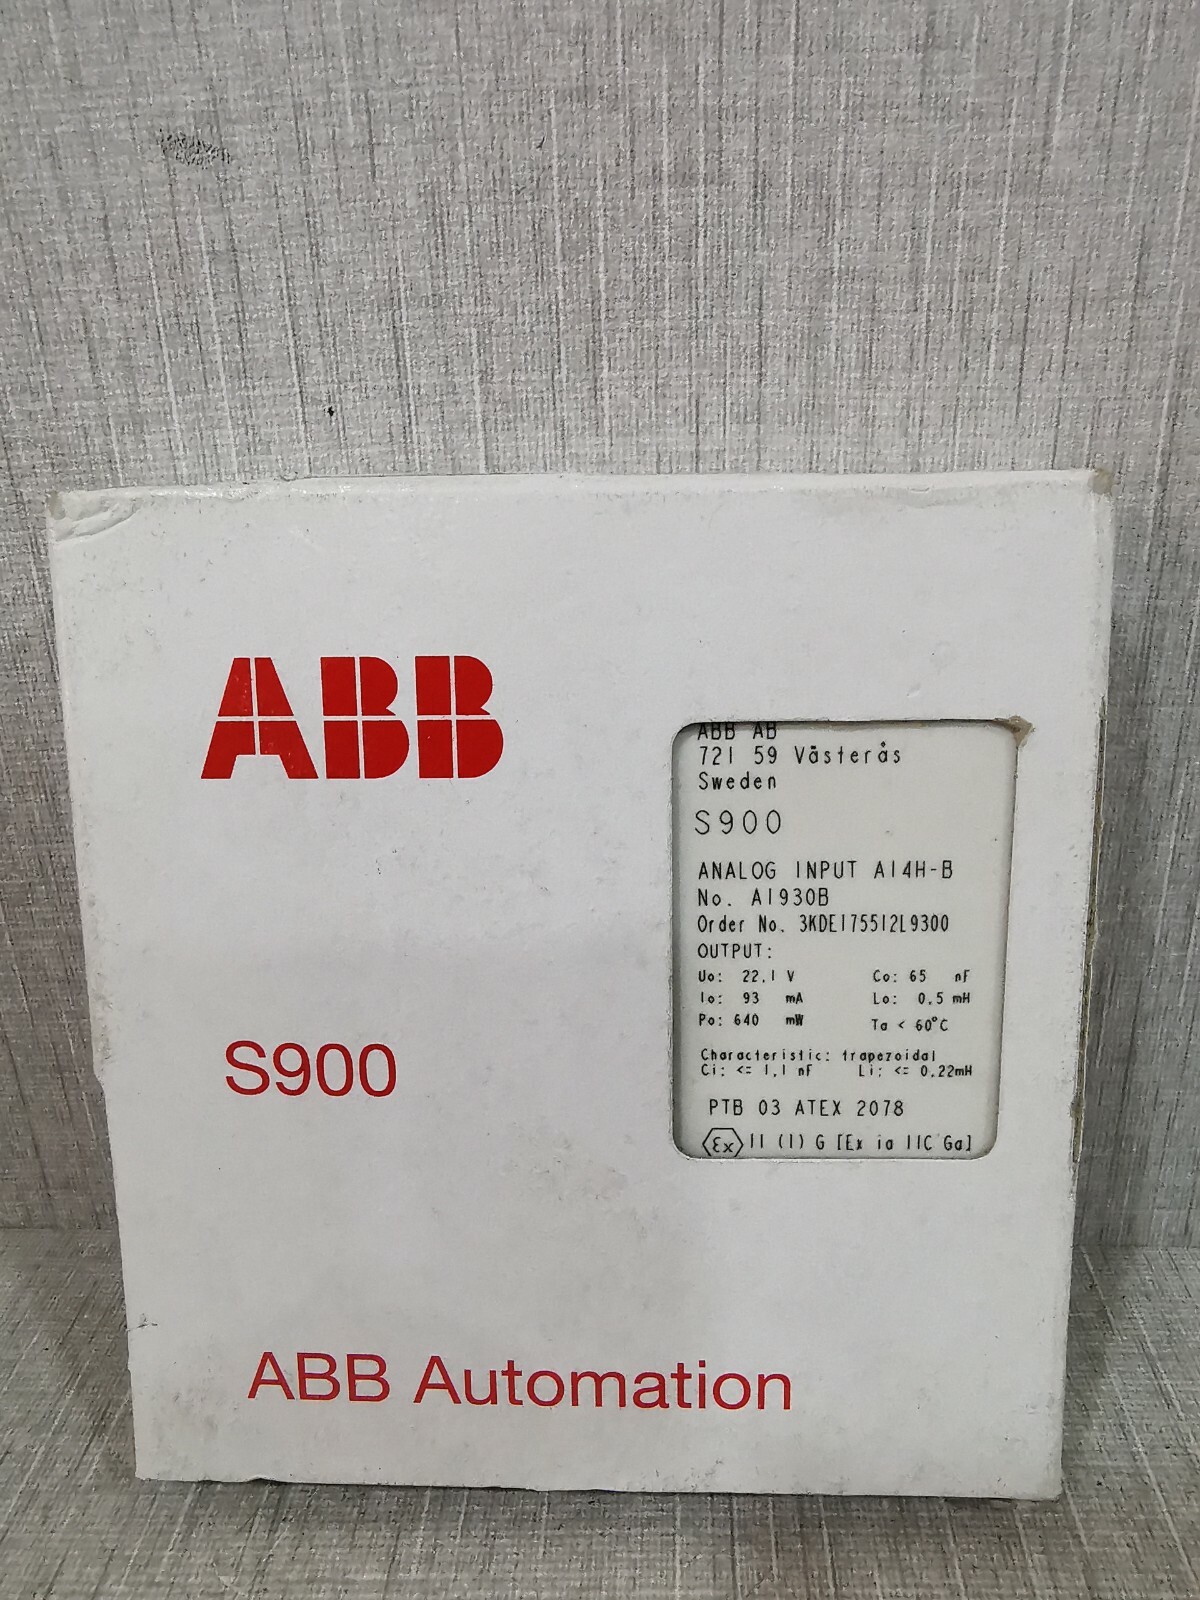 ABB
ABB AB
721 59 Västerås
Sweden
S900
ANALOG INPUT AI4H-B
No. AI930B
Order No. 3KDE175512L9300
OUTPUT:
Uo: 22,1 V Co: 65 nF
Io: 93 mA Lo: 0,5 mH
Po: 640 mW Ta < 60°C
Characteristic: trapezoidal
Ci: <= 1,1 nF Li: <= 0,22mH
PTB 03 ATEX 2078
Ex II (1) G [Ex ia IIC Ga]
S900
ABB Automation